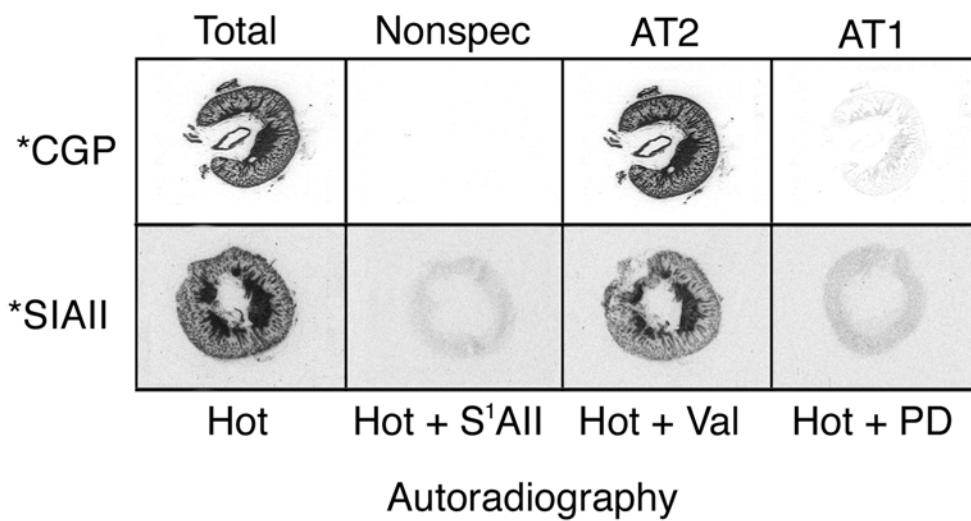 Total Nonspec AT2 AT1
*CGP
*SIAII
Hot Hot + S¹AII Hot + Val Hot + PD
Autoradiography